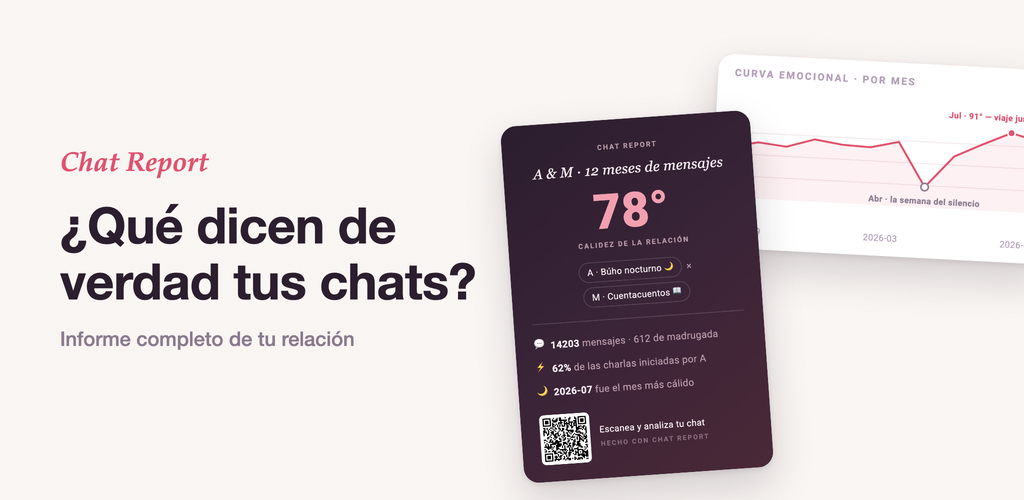 Chat Report
¿Qué dicen de
verdad tus chats?
Informe completo de tu relación
CHAT REPORT
A & M · 12 meses de mensajes
78°
CALIDEZ DE LA RELACIÓN
A · Búho nocturno 🌙 ×
M · Cuentacuentos 📖
💬 14203 mensajes · 612 de madrugada
⚡ 62% de las charlas iniciadas por A
🌙 2026-07 fue el mes más cálido
Escanea y analiza tu chat
HECHO CON CHAT REPORT
CURVA EMOCIONAL · POR MES
Jul · 91° — viaje
Abr · la semana del silencio
2026-03
2026-